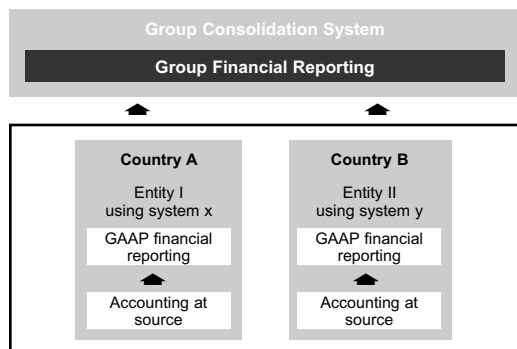 Group Consolidation System
Group Financial Reporting
Country A
Entity I
using system x
GAAP financial
reporting
Accounting at
source
Country B
Entity II
using system y
GAAP financial
reporting
Accounting at
source